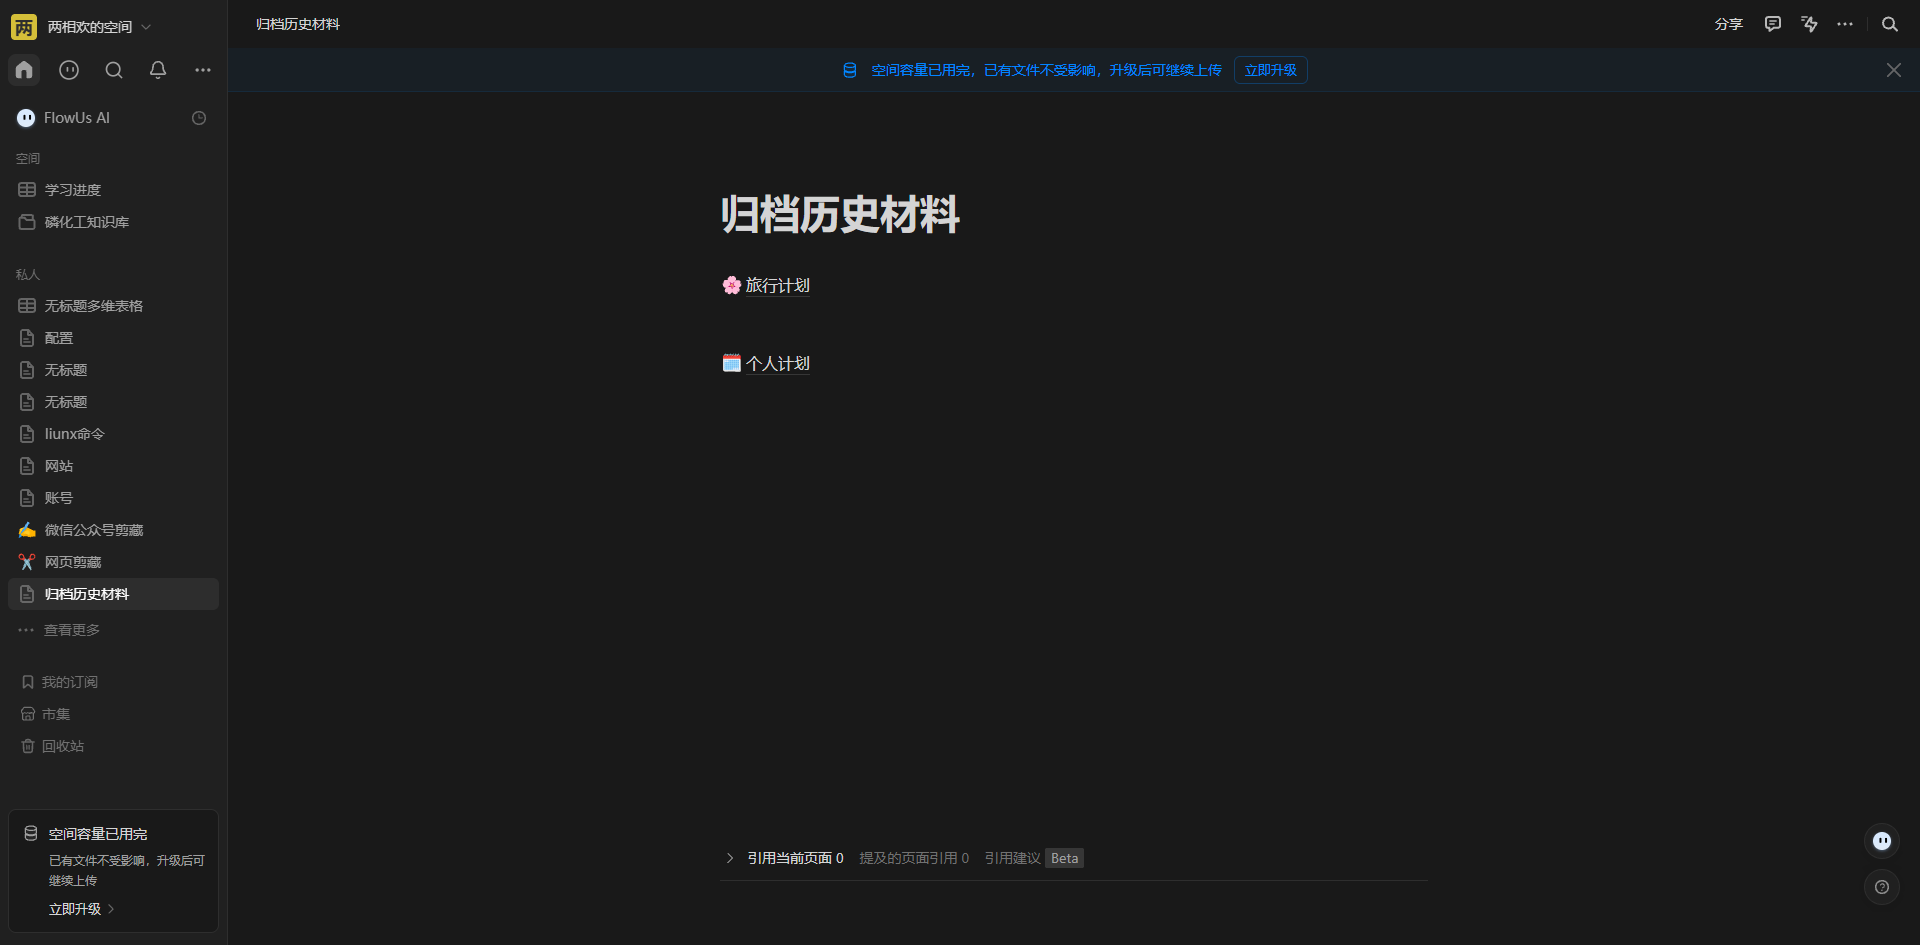 两 两相欢的空间
FlowUs AI
空间
学习进度
磷化工知识库
私人
无标题多维表格
配置
无标题
无标题
liunx命令
网站
账号
微信公众号剪藏
网页剪藏
归档历史材料
查看更多
我的订阅
市集
回收站
空间容量已用完
已有文件不受影响，升级后可
继续上传
立即升级
归档历史材料
分享
空间容量已用完，已有文件不受影响，升级后可继续上传 立即升级
归档历史材料
旅行计划
个人计划
引用当前页面 0 提及的页面引用 0 引用建议 Beta